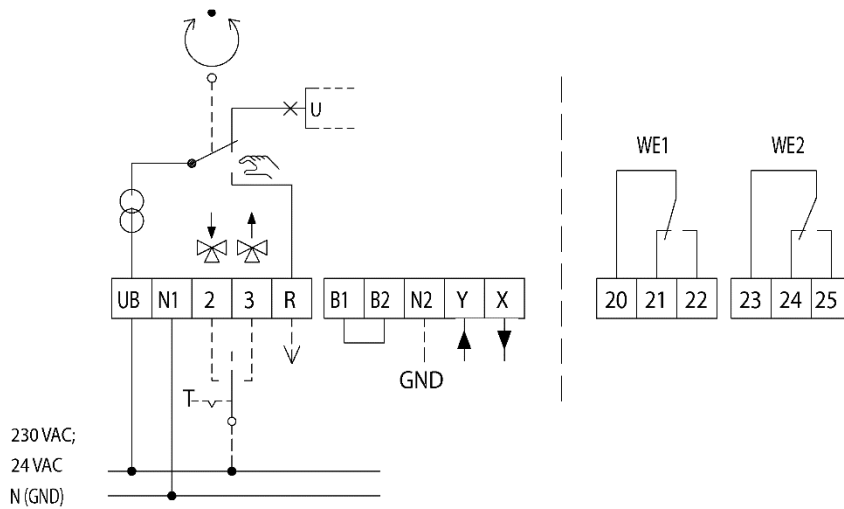 U
WE1 WE2
UB N1 2 3 R B1 B2 N2 Y X 20 21 22 23 24 25
GND
T
230 VAC;
24 VAC
N (GND)